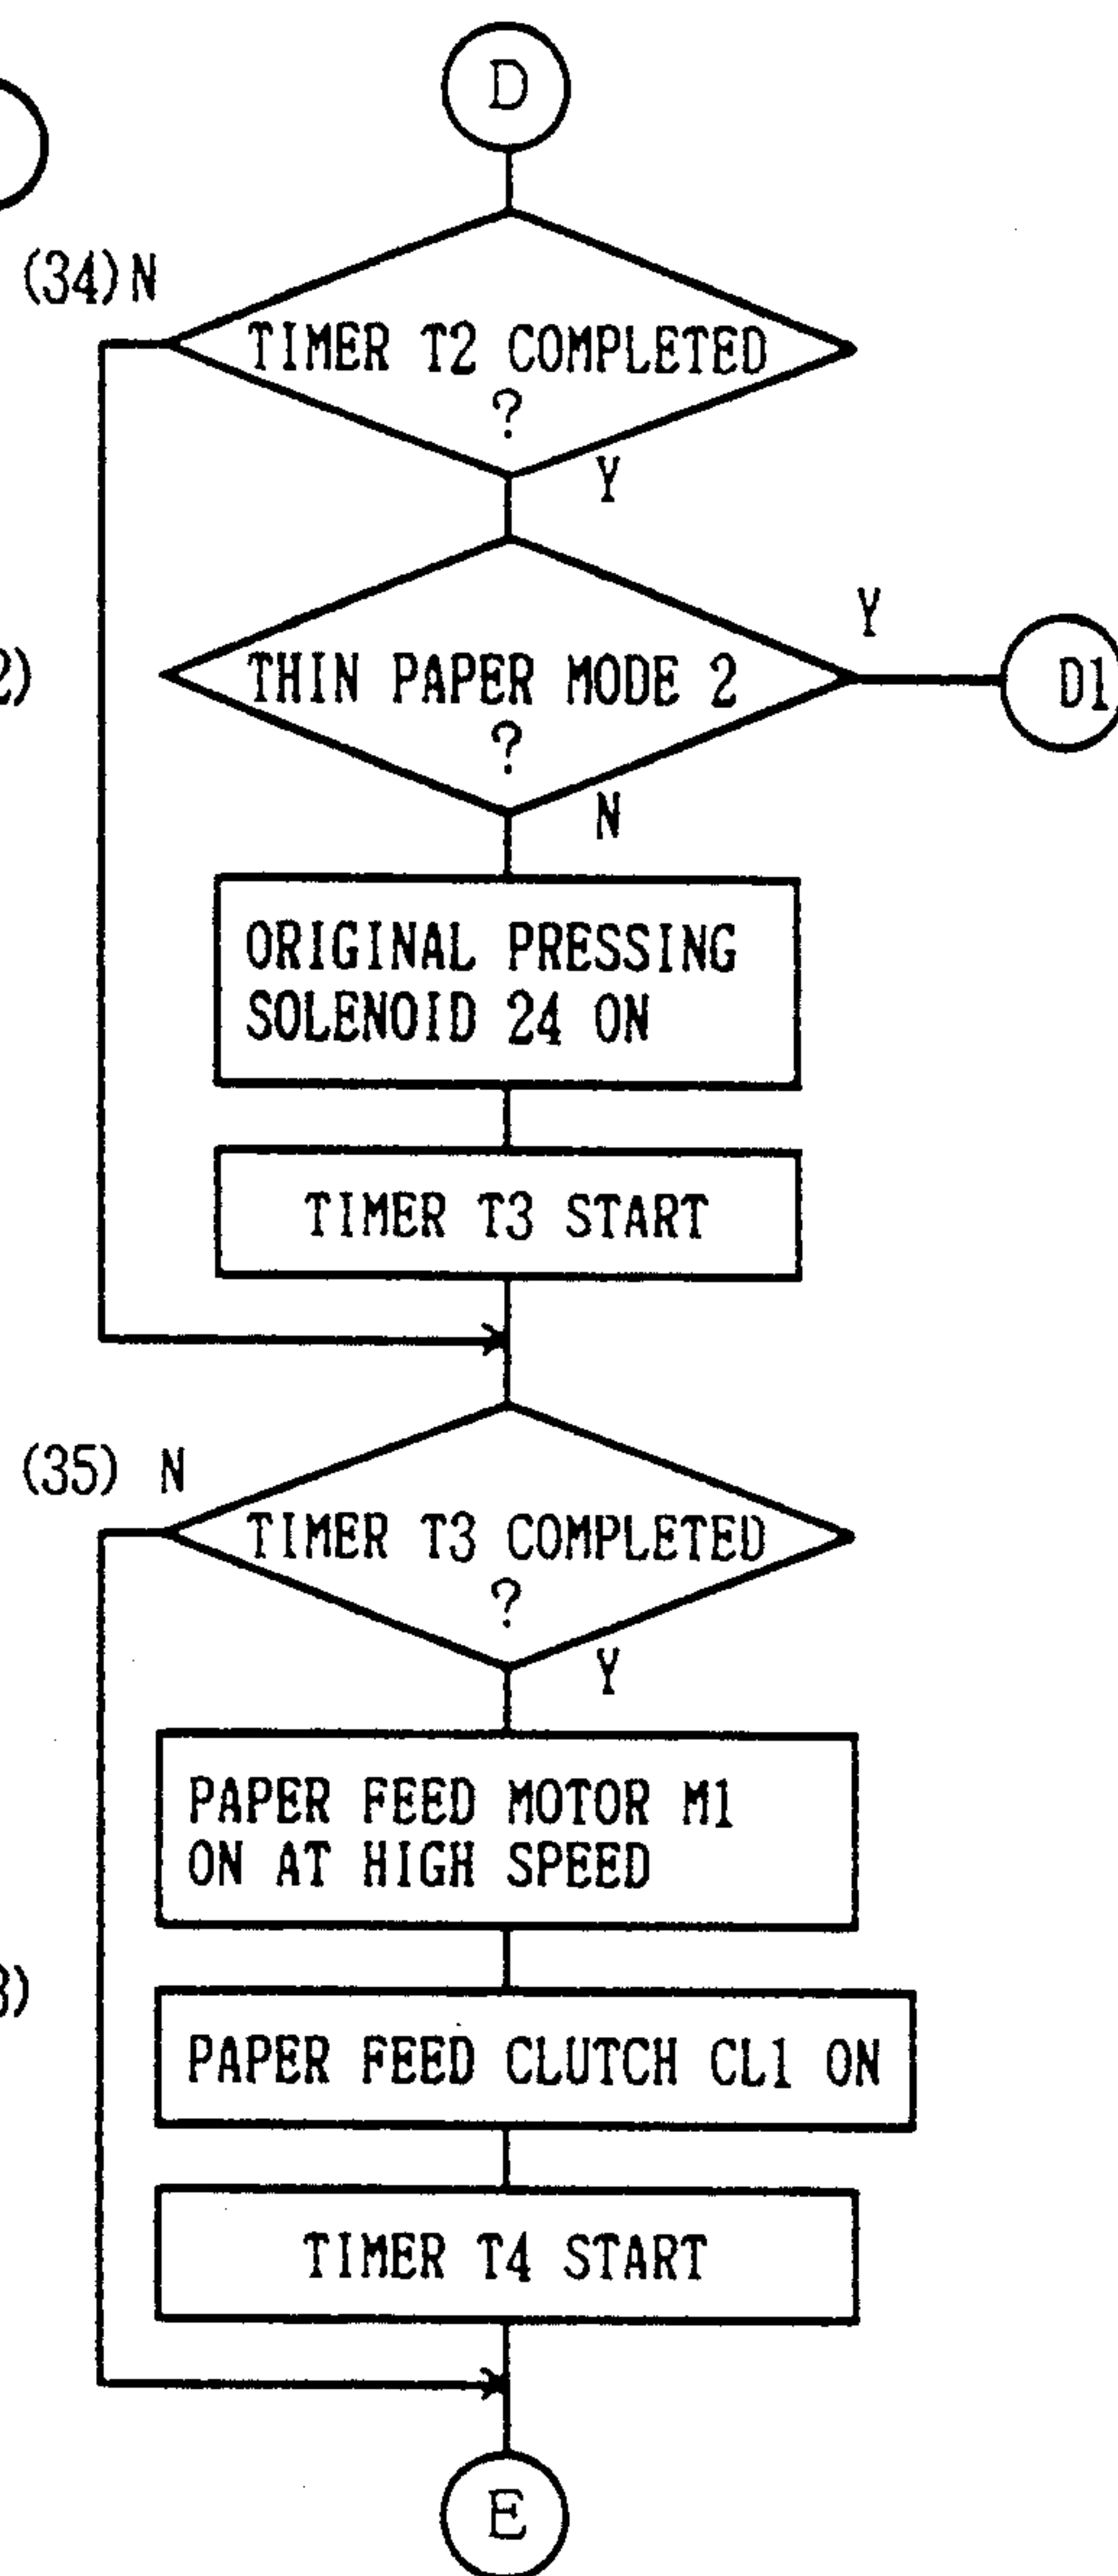 D
(34) N
TIMER T2 COMPLETED
?
Y
Y
2)
THIN PAPER MODE 2
?
D1
N
ORIGINAL PRESSING
SOLENOID 24 ON
TIMER T3 START
(35) N
TIMER T3 COMPLETED
?
Y
PAPER FEED MOTOR M1
ON AT HIGH SPEED
PAPER FEED CLUTCH CL1 ON
TIMER T4 START
E